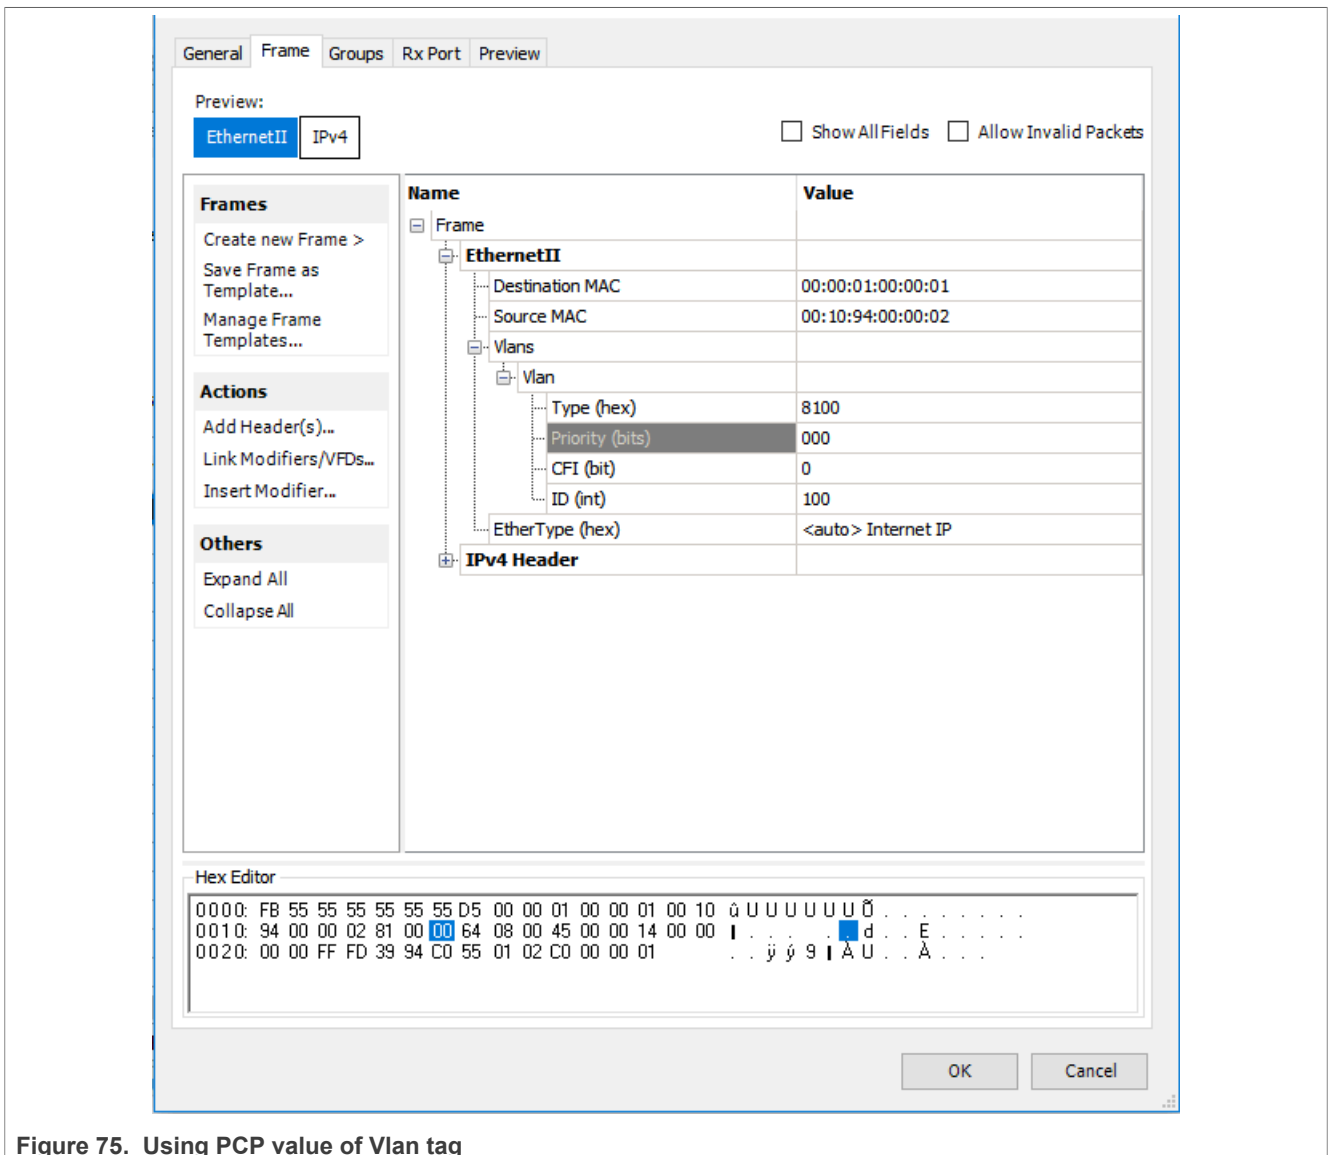 General Frame Groups Rx Port Preview
Preview:
EthernetII IPv4
Show All Fields Allow Invalid Packets
Frames
Create new Frame >
Save Frame as
Template...
Manage Frame
Templates...
Actions
Add Header(s)...
Link Modifiers/VFDs...
Insert Modifier...
Others
Expand All
Collapse All
Name Value
Frame
EthernetII
Destination MAC 00:00:01:00:00:01
Source MAC 00:10:94:00:00:02
Vlans
Vlan
Type (hex) 8100
Priority (bits) 000
CFI (bit) 0
ID (int) 100
EtherType (hex) <auto> Internet IP
IPv4 Header
Hex Editor
0000: FB 55 55 55 55 55 55 D5 00 00 01 00 00 01 00 10 û U U U U U U Õ . . . . . . . .
0010: 94 00 00 02 81 00 00 64 08 00 45 00 00 14 00 00 . . . . . d . . E . . . . .
0020: 00 00 FF FD 39 94 C0 55 01 02 C0 00 00 01 . . ÿ ý 9 À U . . À . . .
OK Cancel
Figure 75. Using PCP value of Vlan tag